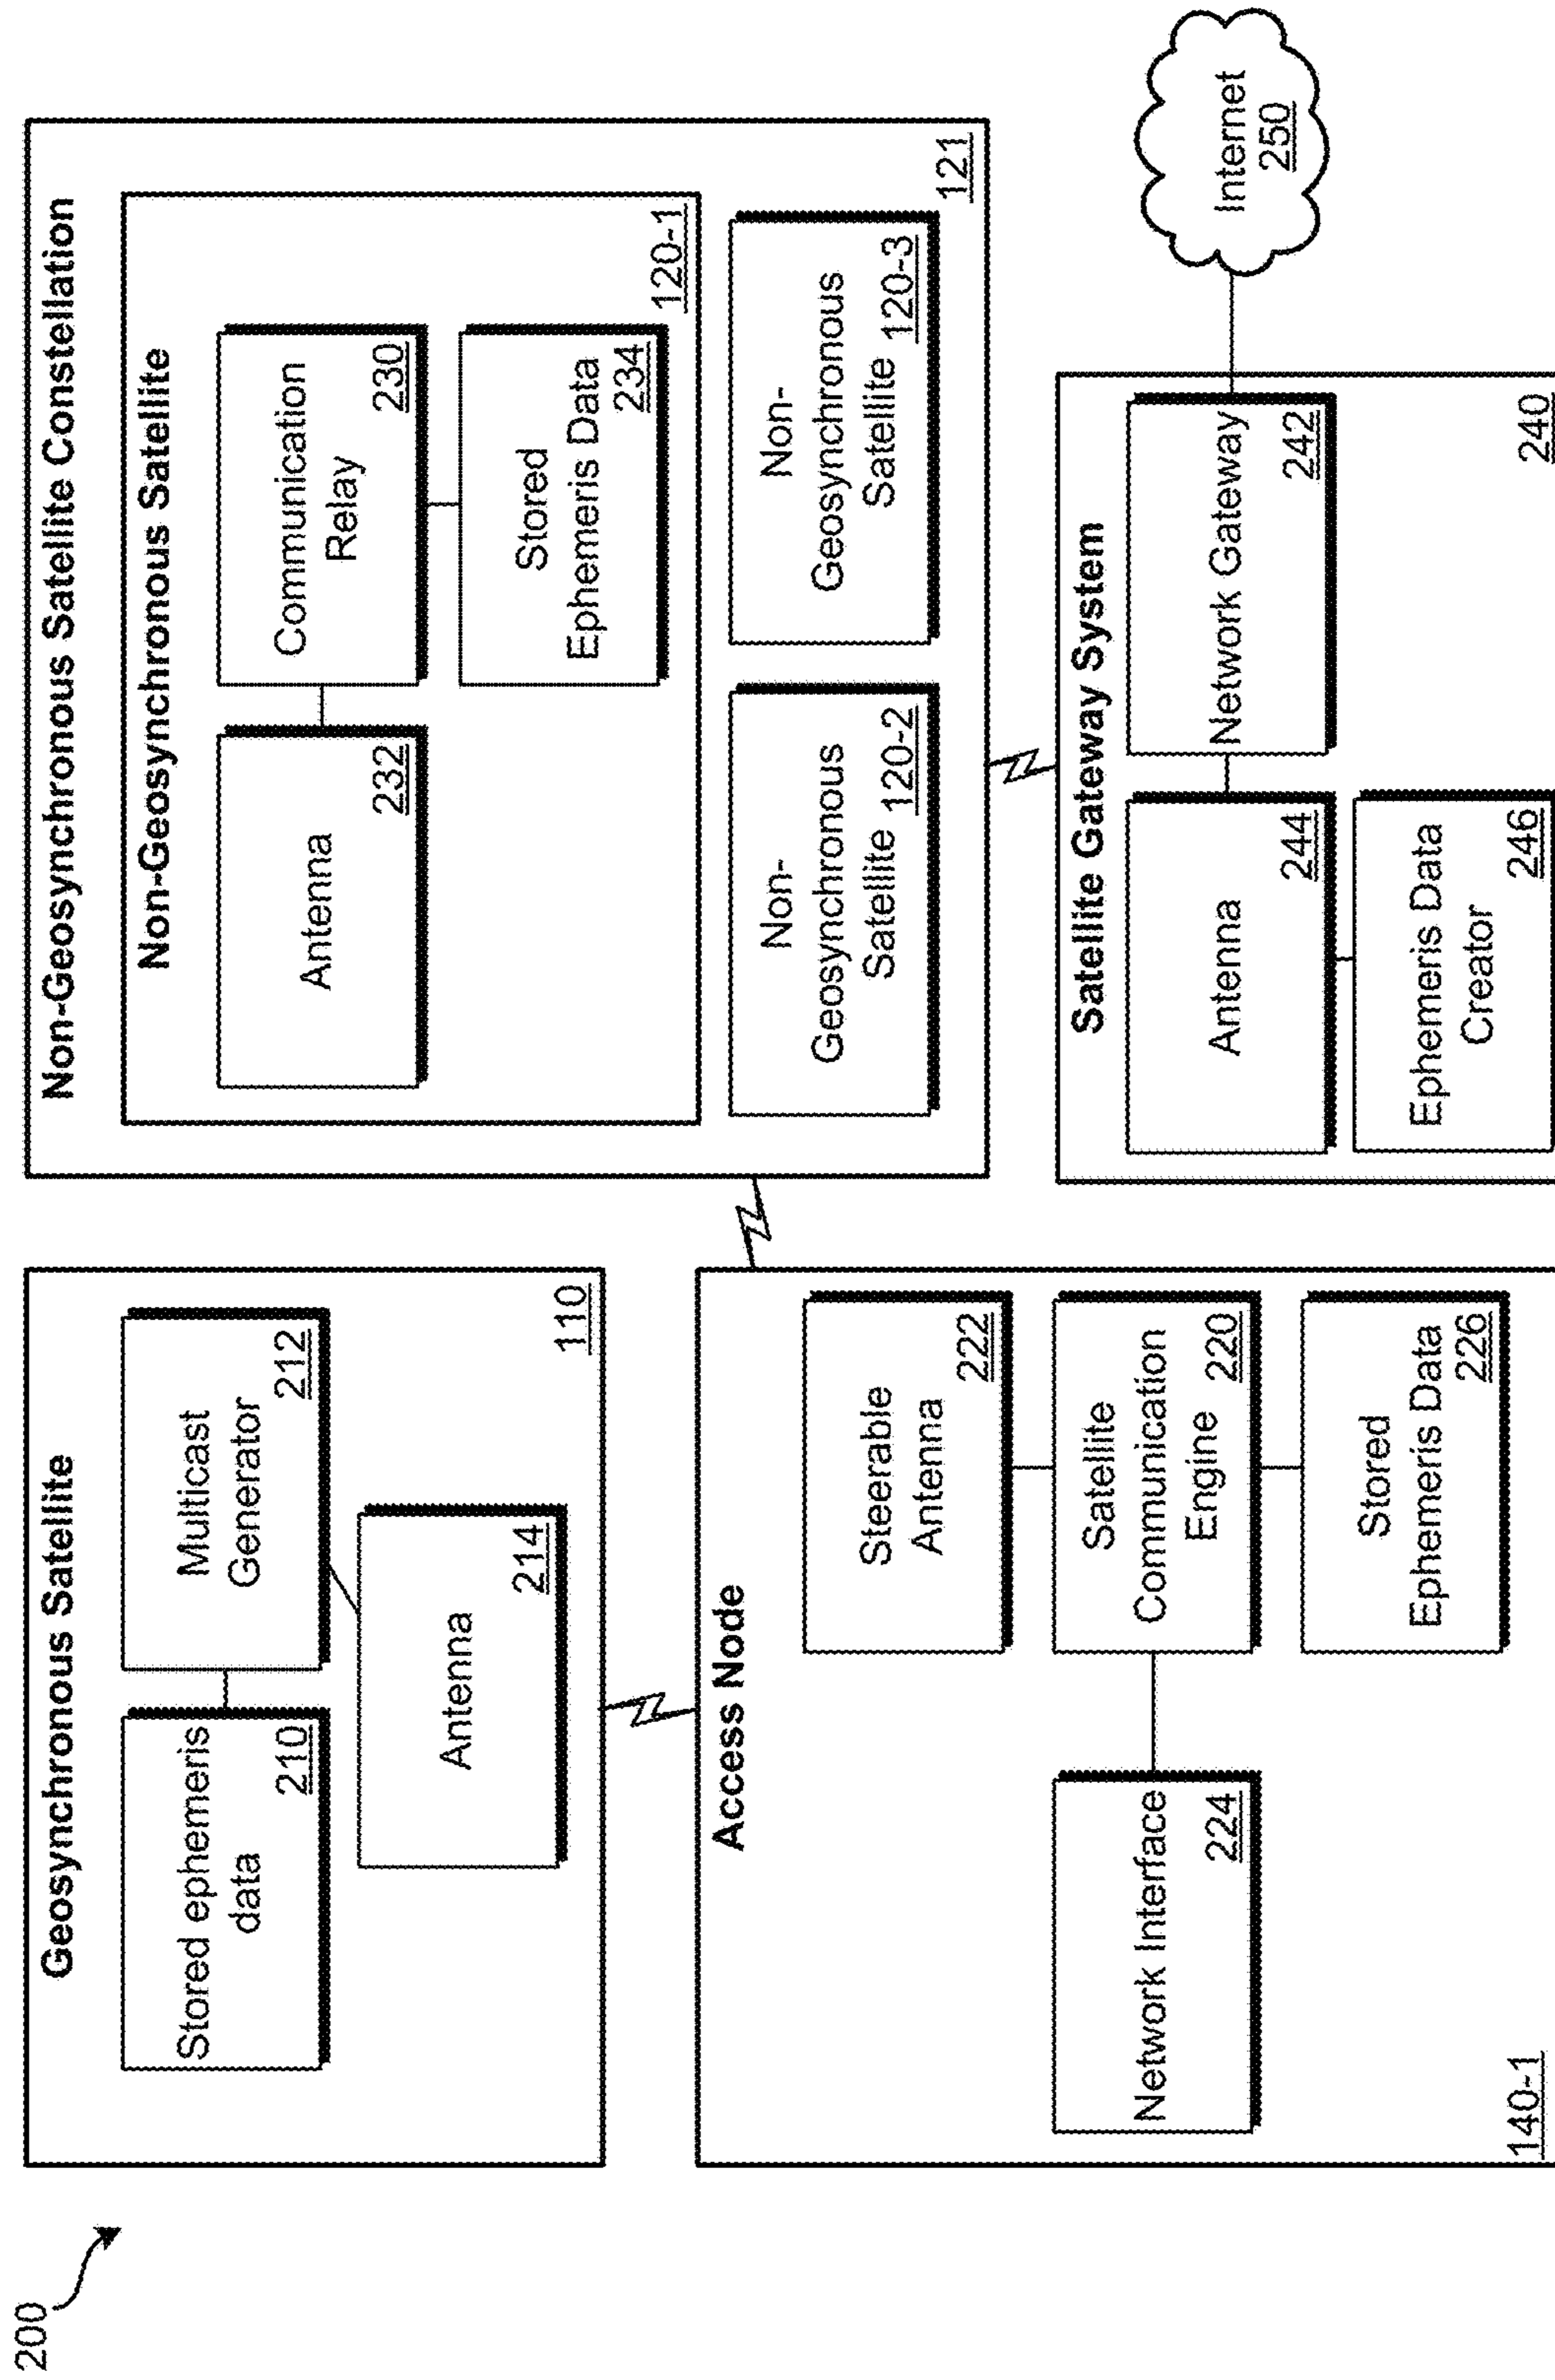 200
Geosynchronous Satellite
Stored ephemeris
data
210
Multicast
Generator
212
Antenna
214
110
Non-Geosynchronous Satellite Constellation
Non-Geosynchronous Satellite
Antenna
232
Communication
Relay
230
Stored
Ephemeris Data
234
120-1
Non-
Geosynchronous
Satellite 120-2
Non-
Geosynchronous
Satellite 120-3
121
Access Node
Steerable
Antenna
222
Network Interface
224
Satellite
Communication
Engine 220
Stored
Ephemeris Data
226
140-1
Satellite Gateway System
Antenna
244
Network Gateway
242
Ephemeris Data
Creator
246
240
Internet
250